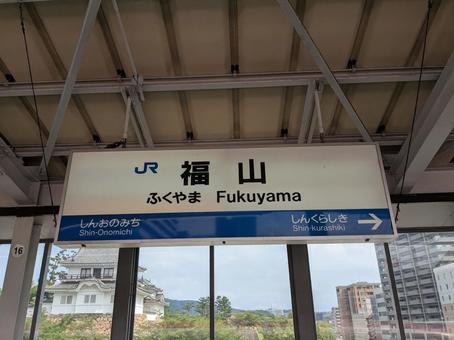 JR 福山
ふくやま Fukuyama
しんおのみち
Shin-Onomichi
しんくらしき
Shin-kurashiki
16